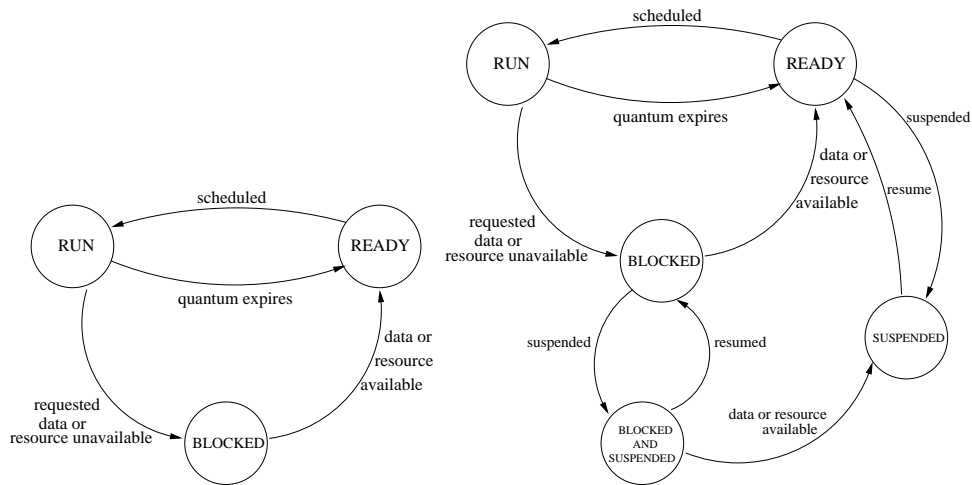 scheduled
RUN
READY
quantum expires
requested
data or
resource unavailable
data or
resource
available
BLOCKED
scheduled
RUN
READY
quantum expires
suspended
data or
resource
available
resume
requested
data or
resource unavailable
BLOCKED
suspended
resumed
SUSPENDED
BLOCKED
AND
SUSPENDED
data or resource
available